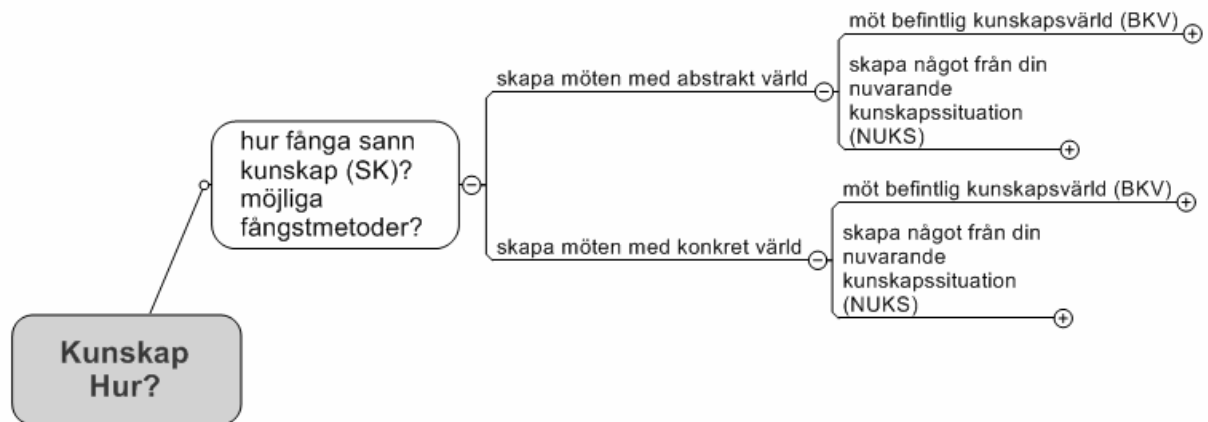 Kunskap
Hur?
hur fånga sann
kunskap (SK)?
möjliga
fångstmetoder?
skapa möten med abstrakt värld
möt befintlig kunskapsvärld (BKV)
skapa något från din
nuvarande
kunskapssituation
(NUKS)
skapa möten med konkret värld
möt befintlig kunskapsvärld (BKV)
skapa något från din
nuvarande
kunskapssituation
(NUKS)